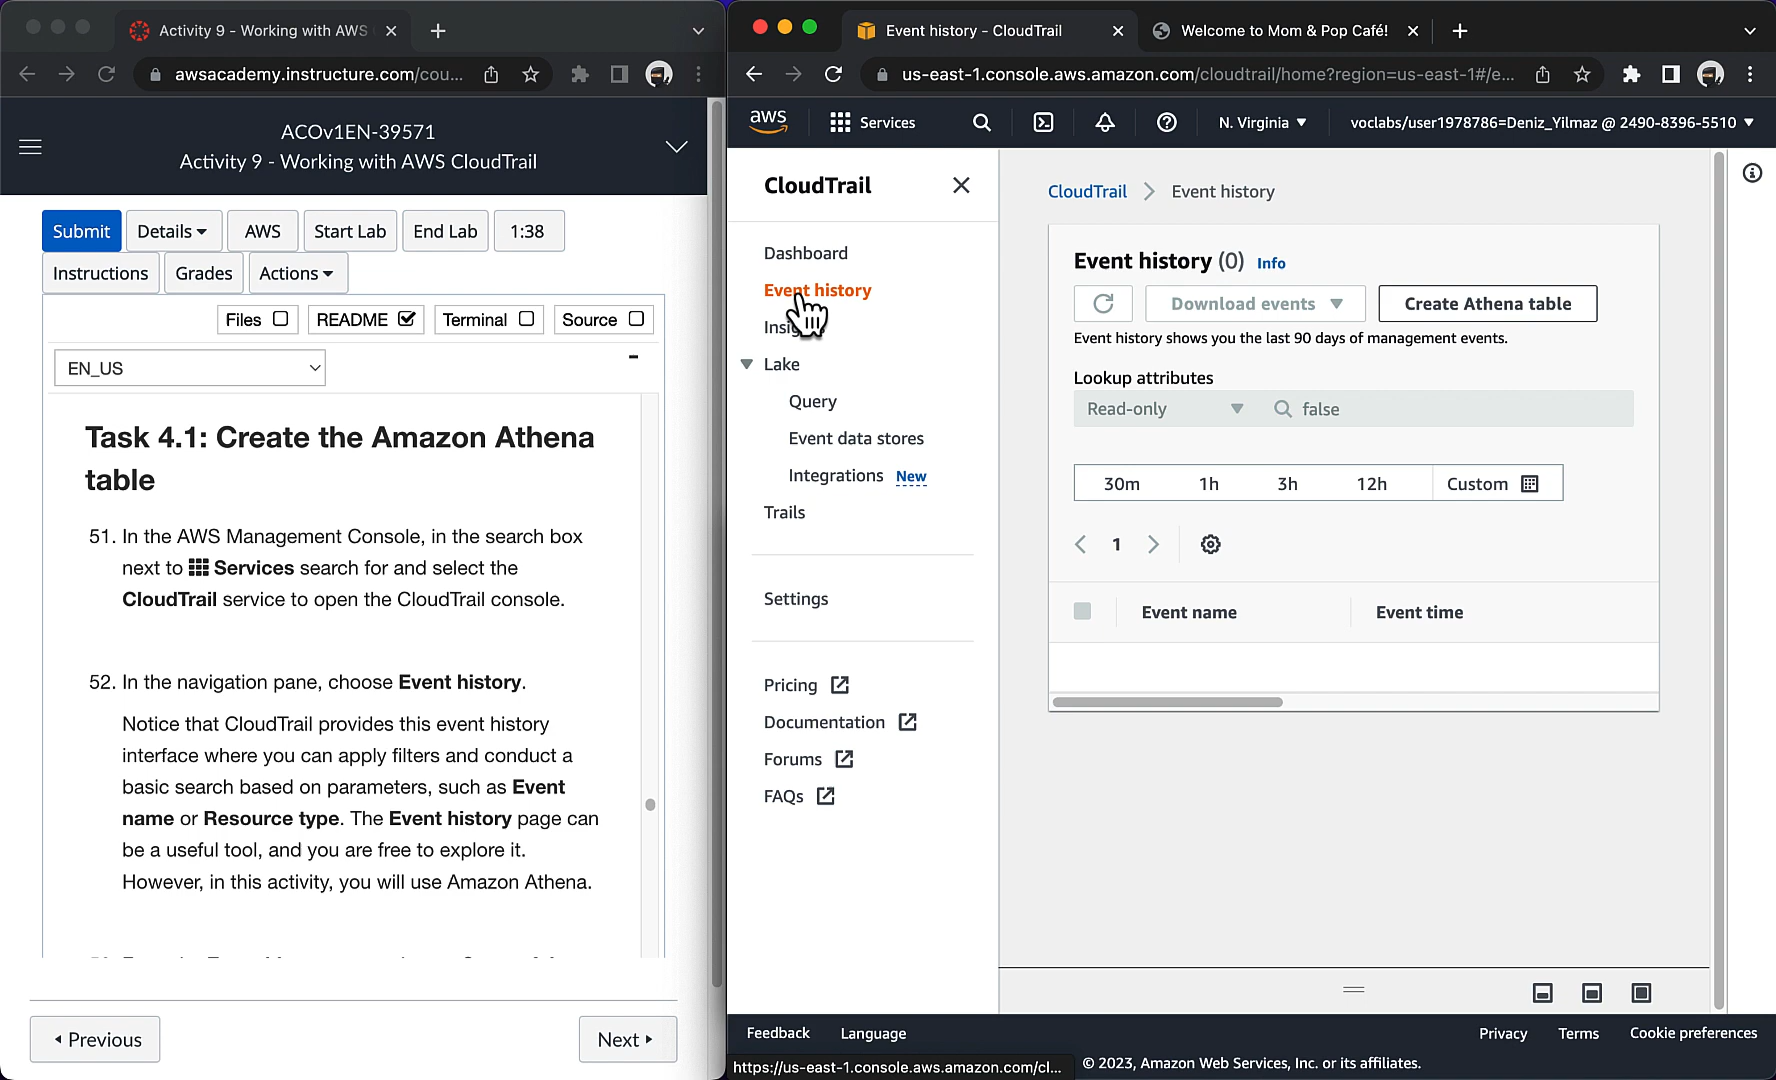 Activity 9 - Working with AWS
awsacademy.instructure.com/cou...
ACOv1EN-39571
Activity 9 - Working with AWS CloudTrail
Submit
Details
AWS
Start Lab
End Lab
1:38
Instructions
Grades
Actions
Files
README
Terminal
Source
EN_US
Task 4.1: Create the Amazon Athena
table
51. In the AWS Management Console, in the search box
next to Services search for and select the
CloudTrail service to open the CloudTrail console.
52. In the navigation pane, choose Event history.
Notice that CloudTrail provides this event history
interface where you can apply filters and conduct a
basic search based on parameters, such as Event
name or Resource type. The Event history page can
be a useful tool, and you are free to explore it.
However, in this activity, you will use Amazon Athena.
Previous
Next
Event history - CloudTrail
Welcome to Mom & Pop Café!
us-east-1.console.aws.amazon.com/cloudtrail/home?region=us-east-1#/e...
aws
Services
N. Virginia
voclabs/user1978786=Deniz_Yilmaz @ 2490-8396-5510
CloudTrail
Dashboard
Event history
Lake
Query
Event data stores
Integrations New
Trails
Settings
Pricing
Documentation
Forums
FAQs
CloudTrail
Event history
Event history (0) Info
Download events
Create Athena table
Event history shows you the last 90 days of management events.
Lookup attributes
Read-only
false
30m
1h
3h
12h
Custom
1
Event name
Event time
Feedback
Language
Privacy
Terms
Cookie preferences
https://us-east-1.console.aws.amazon.com/cl...
© 2023, Amazon Web Services, Inc. or its affiliates.